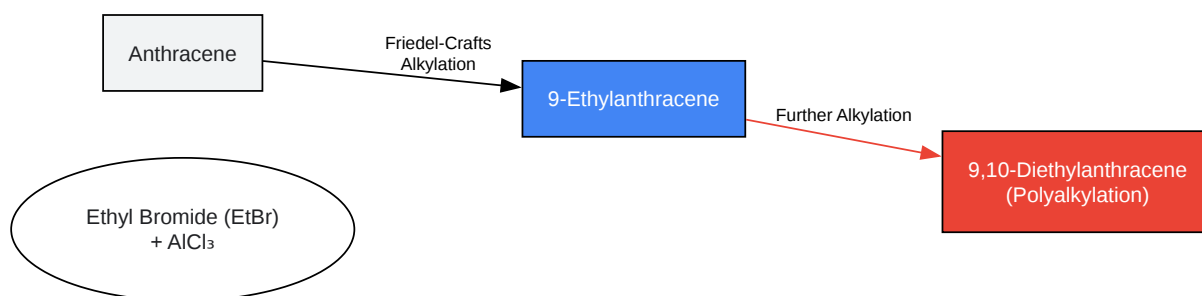 Anthracene
Friedel-Crafts
Alkylation
9-Ethylanthracene
Further Alkylation
9,10-Diethylanthracene
(Polyalkylation)
Ethyl Bromide (EtBr)
+ AlCl₃